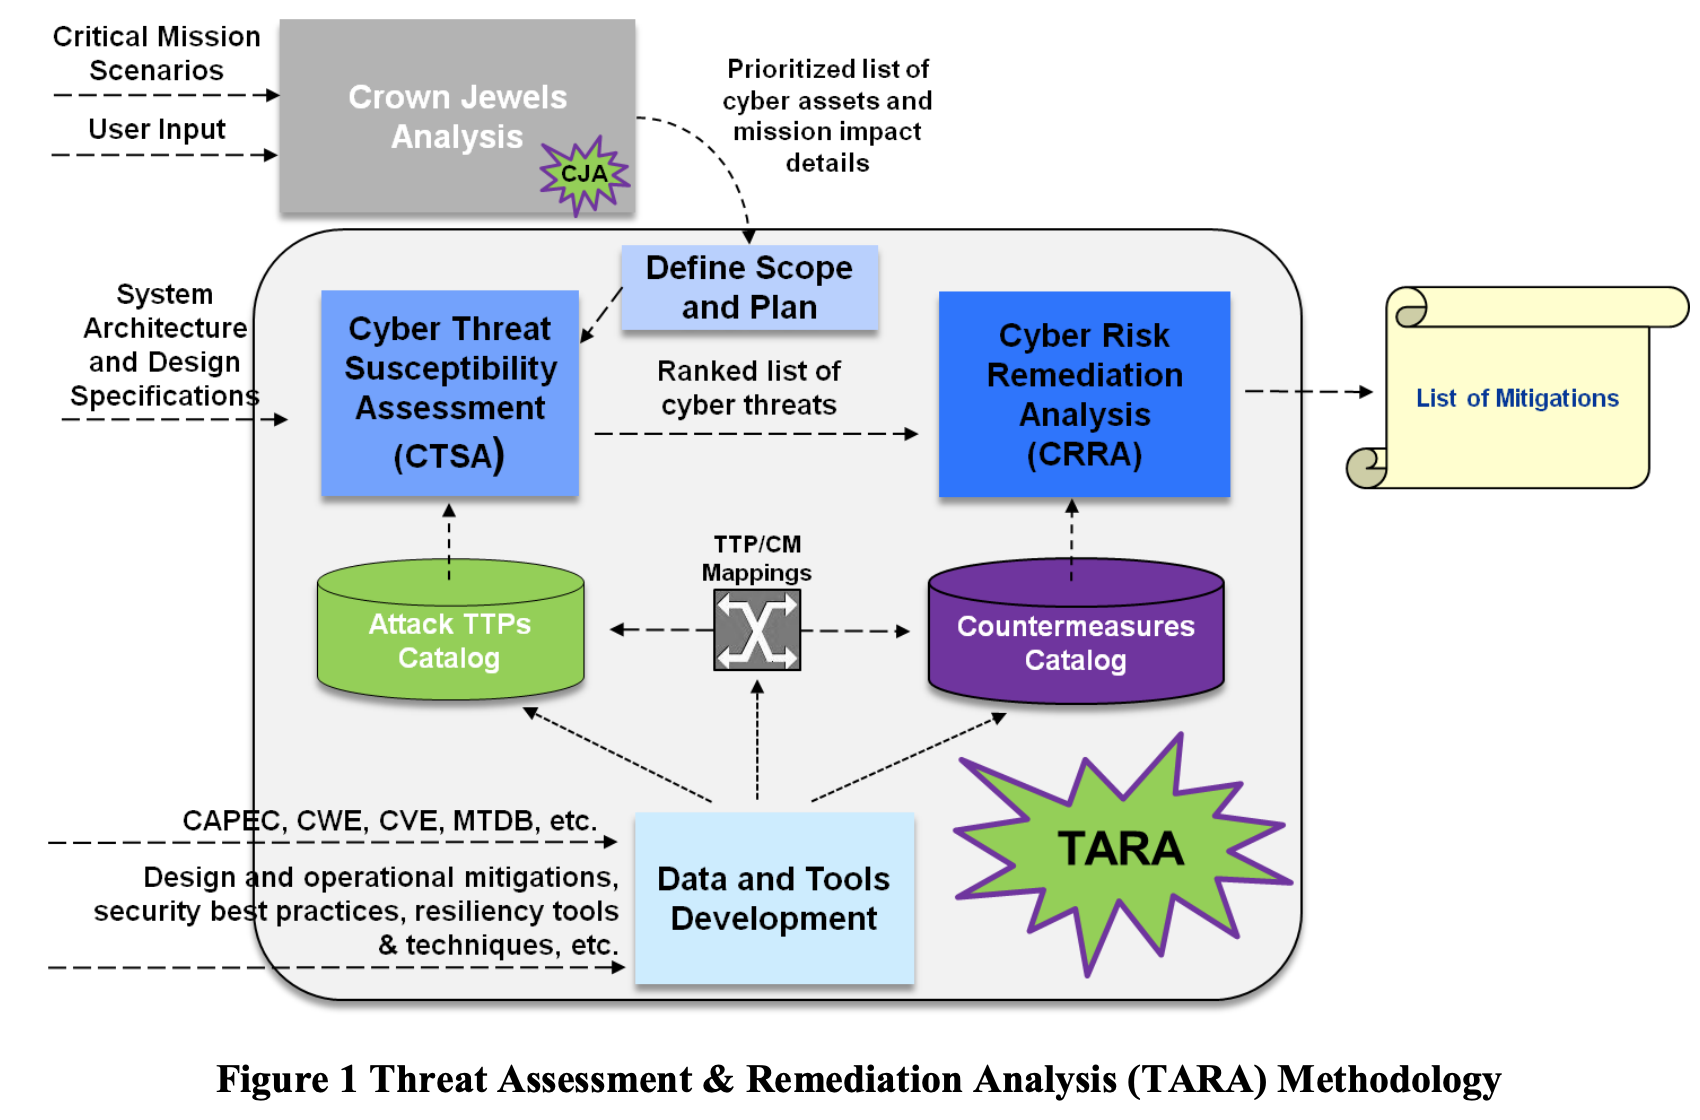 Critical Mission
Scenarios
User Input
Crown Jewels
Analysis
CJA
Prioritized list of
cyber assets and
mission impact
details
Define Scope
and Plan
System
Architecture
and Design
Specifications
Cyber Threat
Susceptibility
Assessment
(CTSA)
Ranked list of
cyber threats
Cyber Risk
Remediation
Analysis
(CRRA)
List of Mitigations
TTP/CM
Mappings
Attack TTPs
Catalog
Countermeasures
Catalog
CAPEC, CWE, CVE, MTDB, etc.
Design and operational mitigations,
security best practices, resiliency tools
& techniques, etc.
Data and Tools
Development
TARA
Figure 1 Threat Assessment & Remediation Analysis (TARA) Methodology